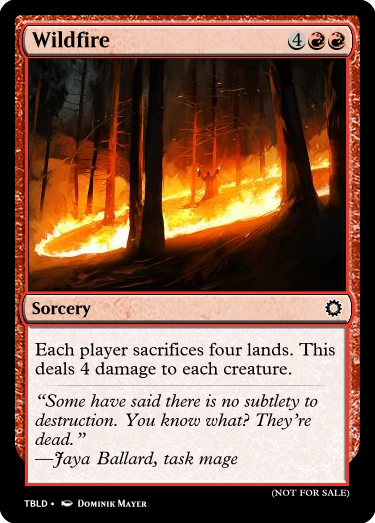 Wildfire 4
Sorcery
Each player sacrifices four lands. This
deals 4 damage to each creature.
“Some have said there is no subtlety to
destruction. You know what? They’re
dead.”
—Jaya Ballard, task mage
(NOT FOR SALE)
TBLD • DOMINIK MAYER